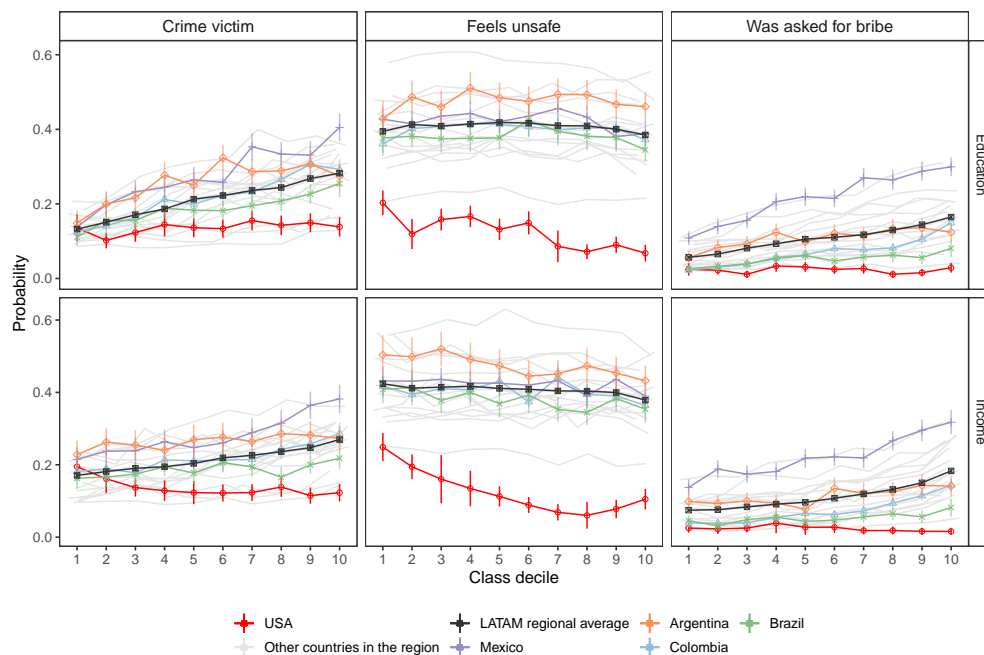 Crime victim Feels unsafe Was asked for bribe
0.6
0.4
0.2
0.0
Education
Probability
0.6
0.4
0.2
0.0
Income
1 2 3 4 5 6 7 8 9 10 1 2 3 4 5 6 7 8 9 10 1 2 3 4 5 6 7 8 9 10
Class decile
USA LATAM regional average Argentina Brazil
Other countries in the region Mexico Colombia